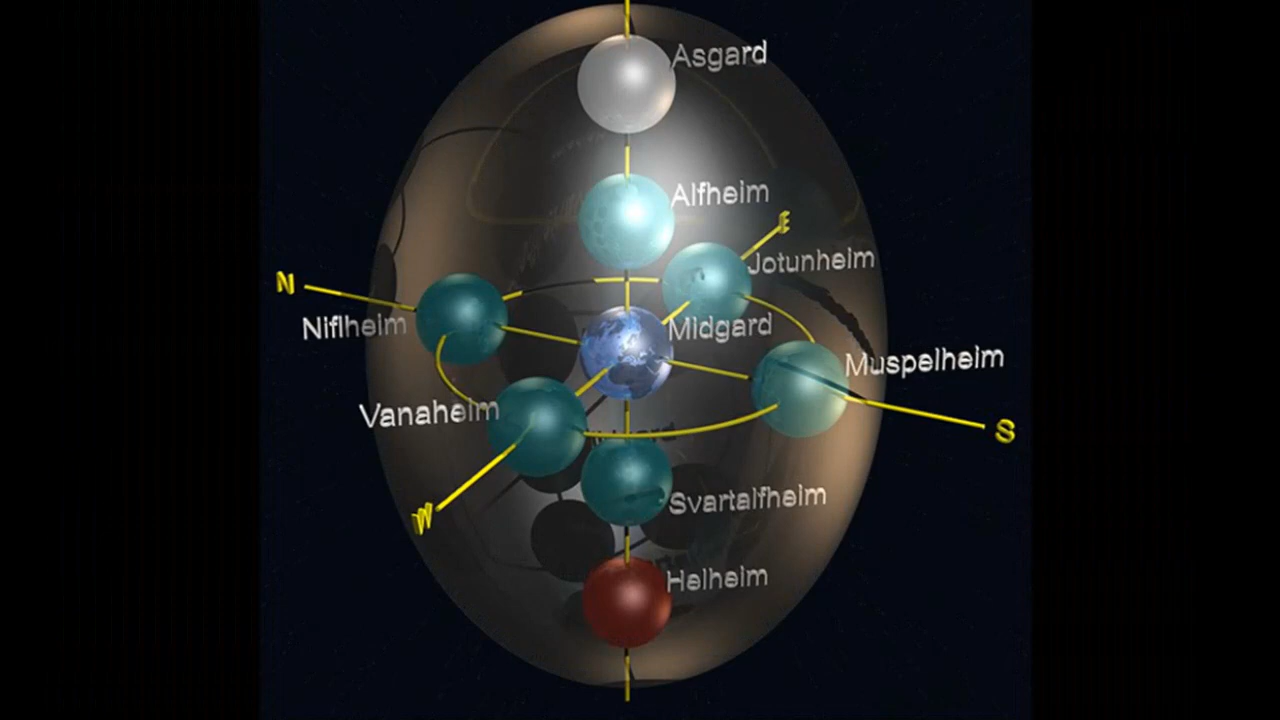 Asgard
Alfheim
E
Jotunheim
N
Niflheim
Midgard
Muspelheim
Vanaheim
S
Svartalfheim
W
Helheim